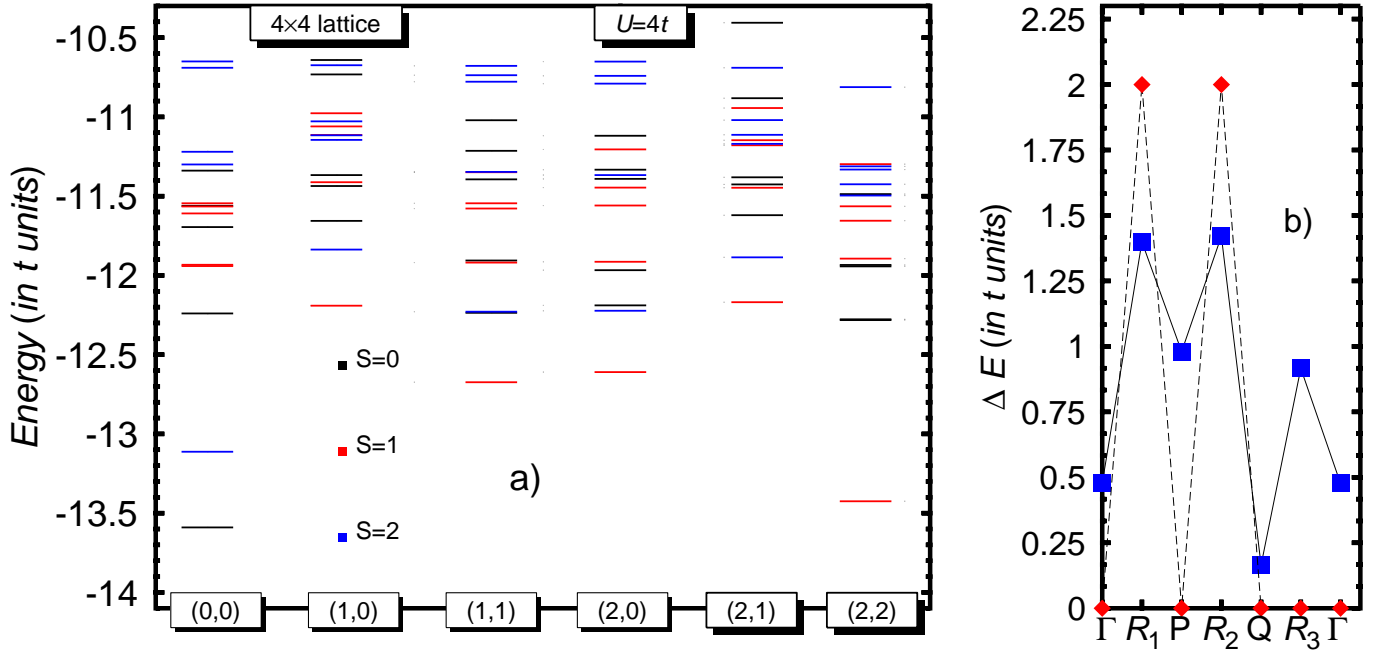 4×4 lattice
U=4t
Energy (in t units)
-10.5
-11
-11.5
-12
-12.5
-13
-13.5
-14
S=0
S=1
S=2
a)
(0,0)
(1,0)
(1,1)
(2,0)
(2,1)
(2,2)
Δ E (in t units)
2.25
2
1.75
1.5
1.25
1
0.75
0.5
0.25
0
b)
Γ R₁ P R₂ Q R₃ Γ